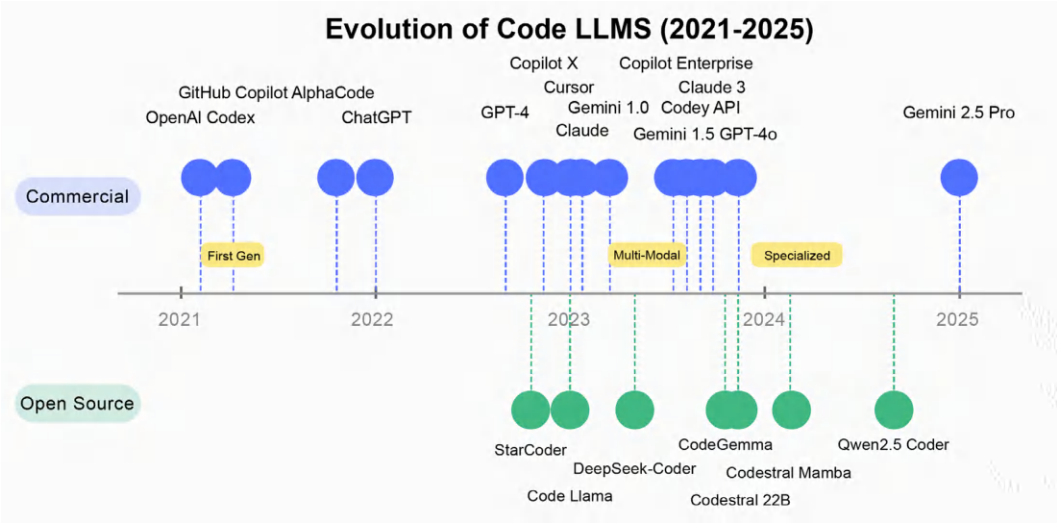 Evolution of Code LLMS (2021-2025)
Copilot X
Copilot Enterprise
Cursor
Claude 3
GitHub Copilot AlphaCode
Gemini 1.0
Codey API
OpenAI Codex
ChatGPT
GPT-4
Claude
Gemini 1.5 GPT-4o
Gemini 2.5 Pro
Commercial
First Gen
Multi-Modal
Specialized
2021
2022
2023
2024
2025
Open Source
StarCoder
CodeGemma
Qwen2.5 Coder
DeepSeek-Coder
Codestral Mamba
Code Llama
Codestral 22B